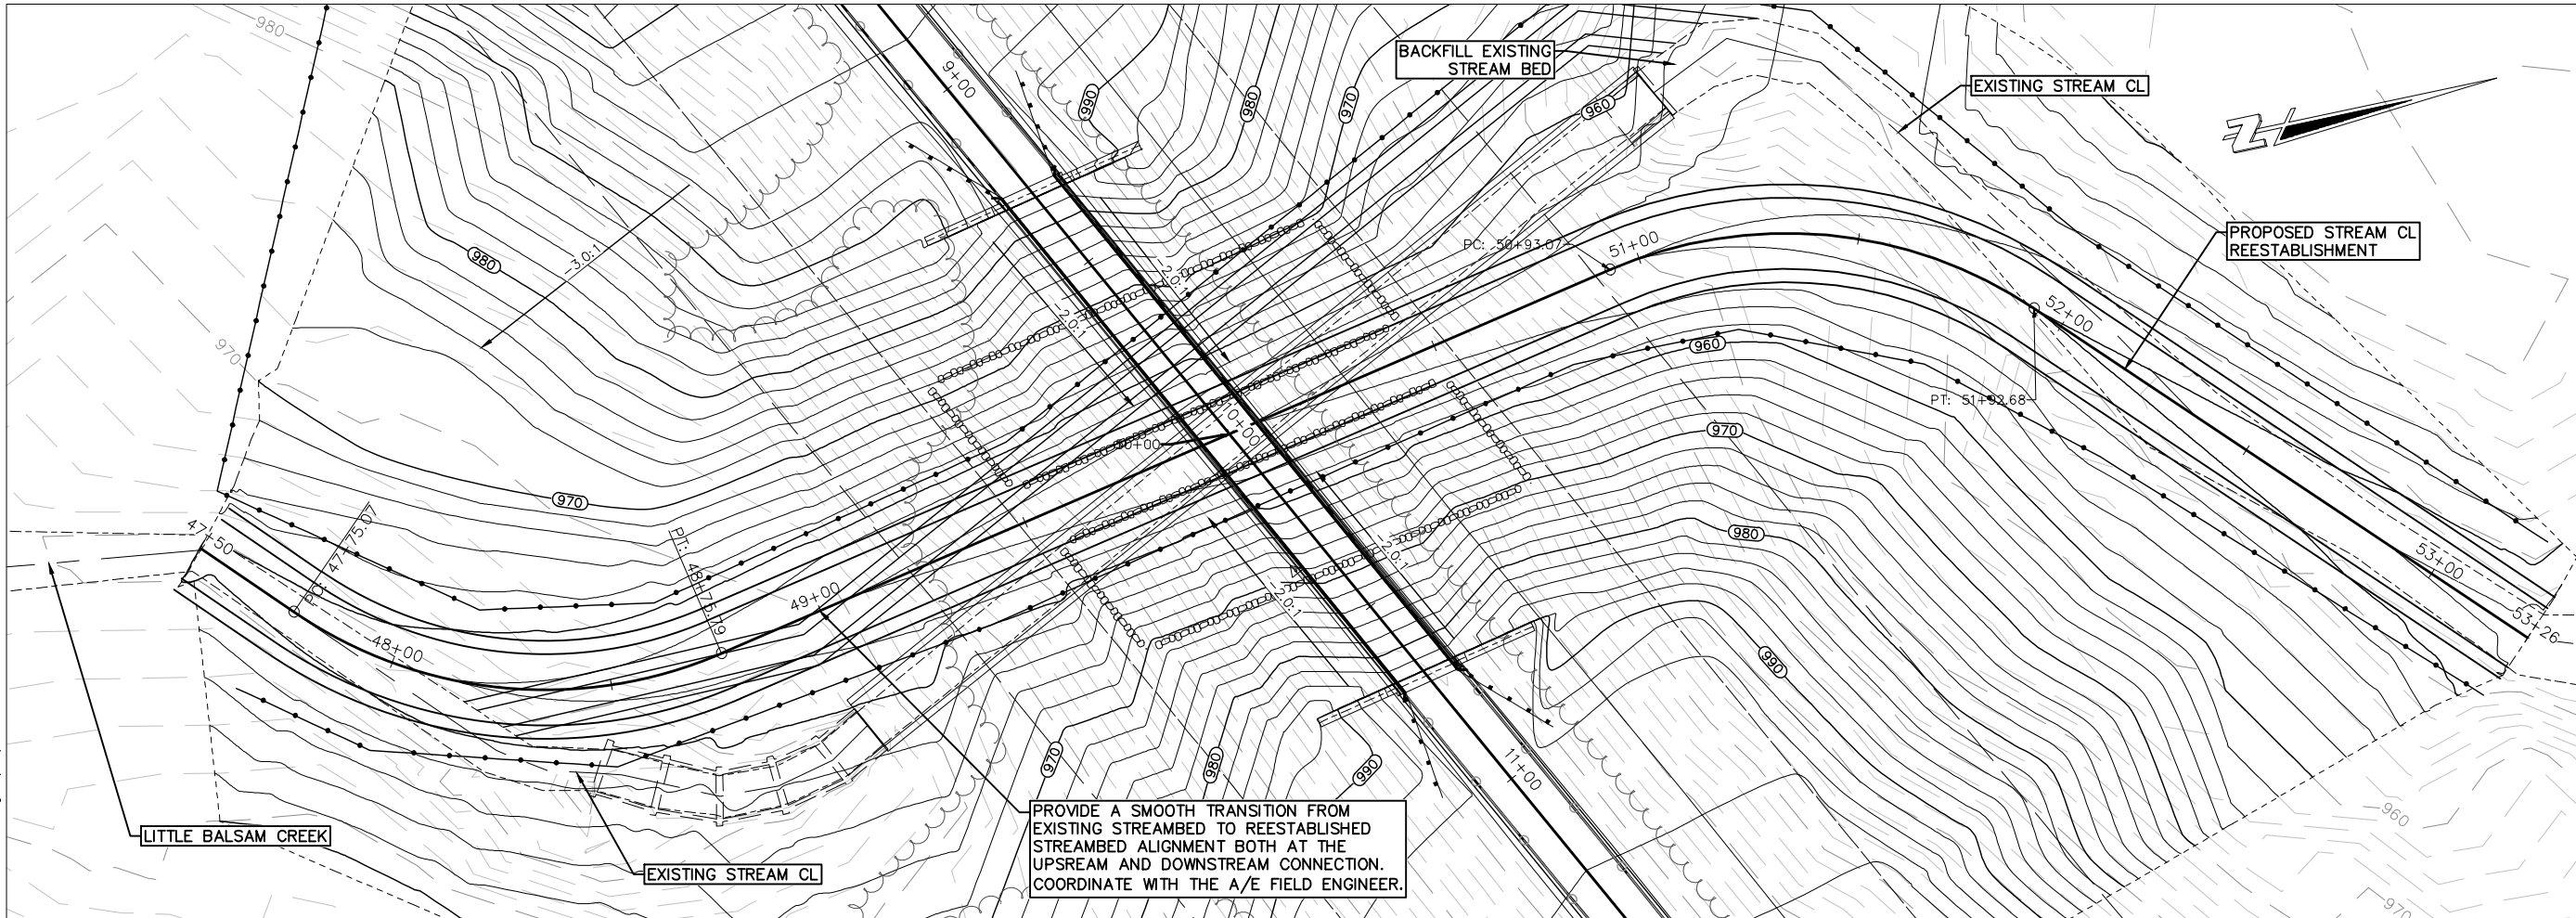 980
9+00
990
980
970
BACKFILL EXISTING
STREAM BED
960
EXISTING STREAM CL
N
PROPOSED STREAM CL
REESTABLISHMENT
980
-3.0:1
2.0:1
2.0:1
PC: 50+93.07
51+00
52+00
970
960
PT: 51+92.68
10+00
50+00
970
970
980
47+50
PC: 47+75.07
PT: 48+75.79
48+00
49+00
2.0:1
2.0:1
53+00
53+26
990
970
980
990
11+00
960
970
LITTLE BALSAM CREEK
EXISTING STREAM CL
PROVIDE A SMOOTH TRANSITION FROM
EXISTING STREAMBED TO REESTABLISHED
STREAMBED ALIGNMENT BOTH AT THE
UPSREAM AND DOWNSTREAM CONNECTION.
COORDINATE WITH THE A/E FIELD ENGINEER.